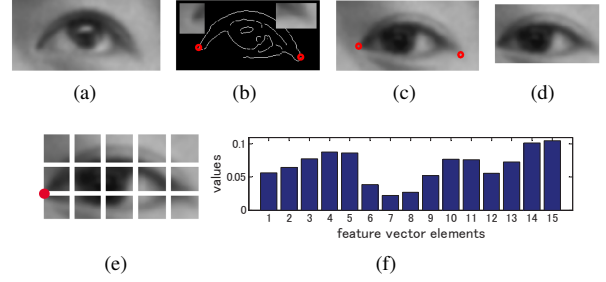 (a)
(b)
(c)
(d)
(e)
values
0.1
0.05
0
1 2 3 4 5 6 7 8 9 10 11 12 13 14 15
feature vector elements
(f)